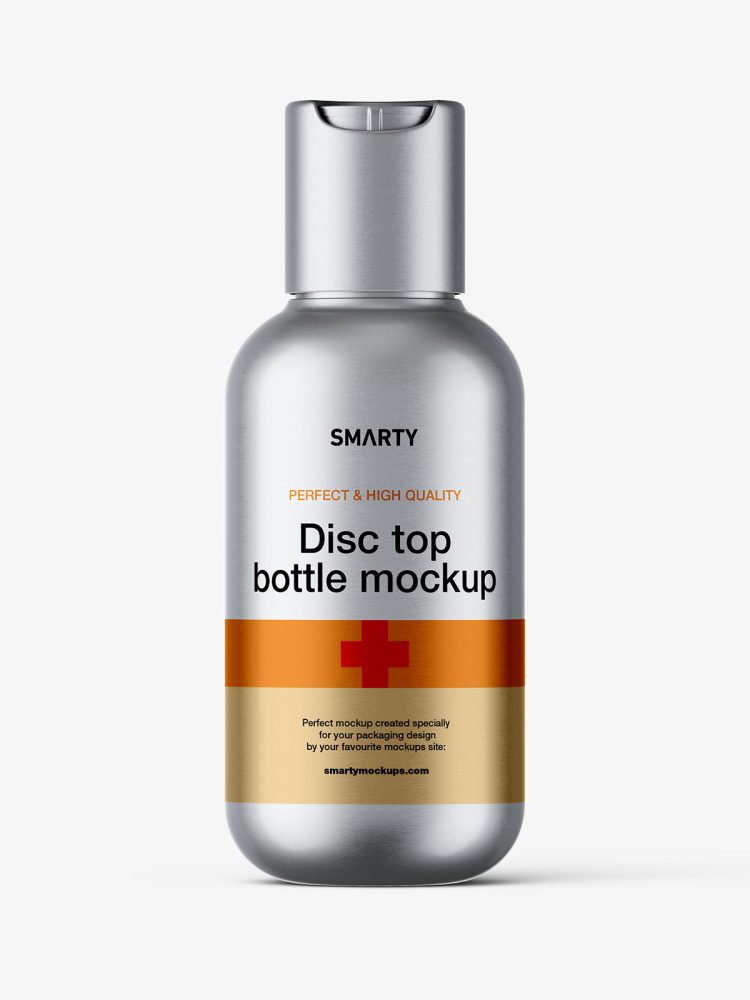 SMARTY
PERFECT & HIGH QUALITY
Disc top
bottle mockup
Perfect mockup created specially
for your packaging design
by your favourite mockups site:
smartymockups.com